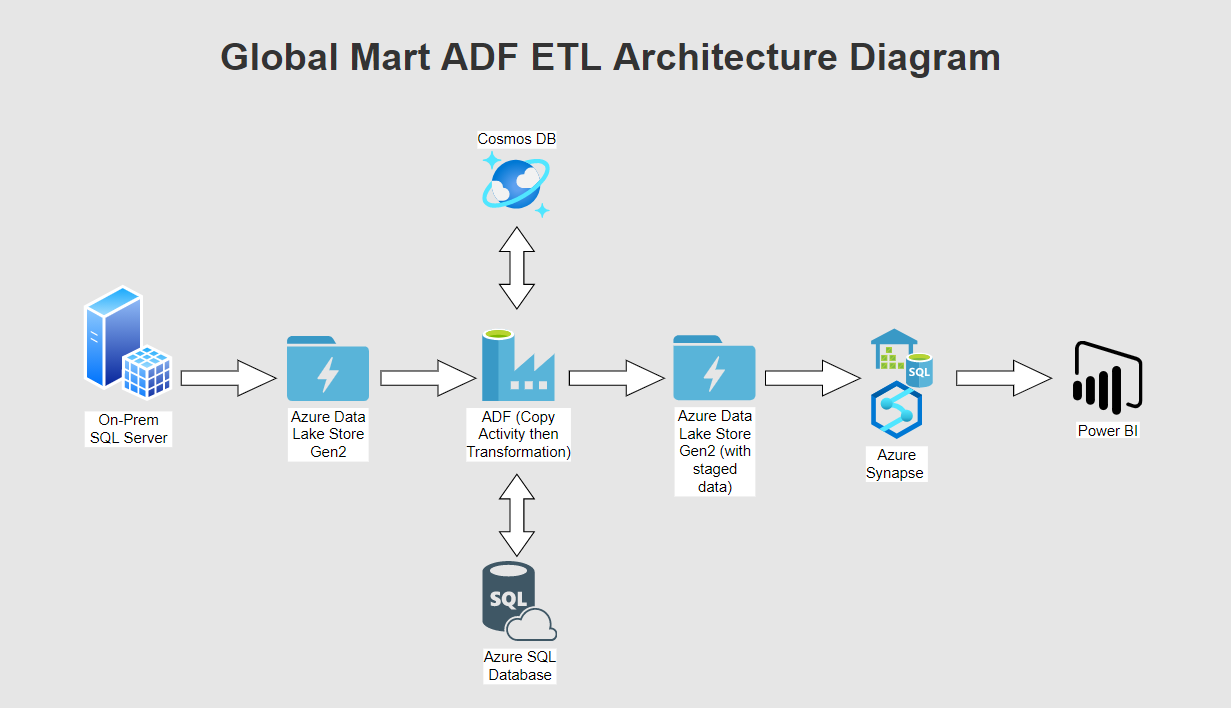 Global Mart ADF ETL Architecture Diagram
Cosmos DB
On-Prem
SQL Server
Azure Data
Lake Store
Gen2
ADF (Copy
Activity then
Transformation)
Azure Data
Lake Store
Gen2 (with
staged
data)
SQL
Azure
Synapse
Power BI
SQL
Azure SQL
Database